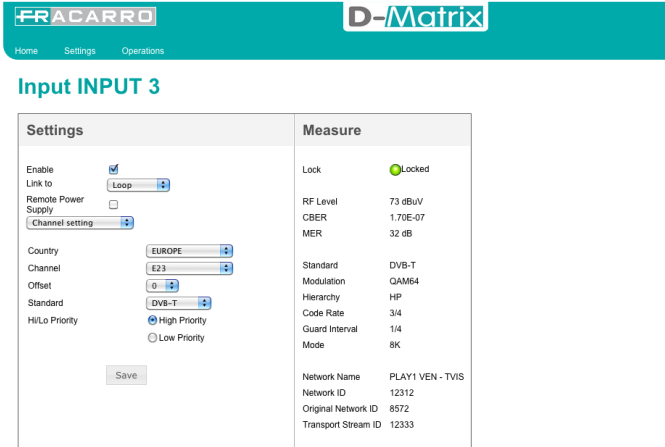 FRACARRO
D-Matrix
Home Settings Operations
Input INPUT 3
Settings
Enable
Link to Loop
Remote Power
Supply
Channel setting
Country EUROPE
Channel E23
Offset 0
Standard DVB-T
Hi/Lo Priority High Priority
Low Priority
Save
Measure
Lock Locked
RF Level 73 dBuV
CBER 1.70E-07
MER 32 dB
Standard DVB-T
Modulation QAM64
Hierarchy HP
Code Rate 3/4
Guard Interval 1/4
Mode 8K
Network Name PLAY1 VEN - TVIS
Network ID 12312
Original Network ID 8572
Transport Stream ID 12333